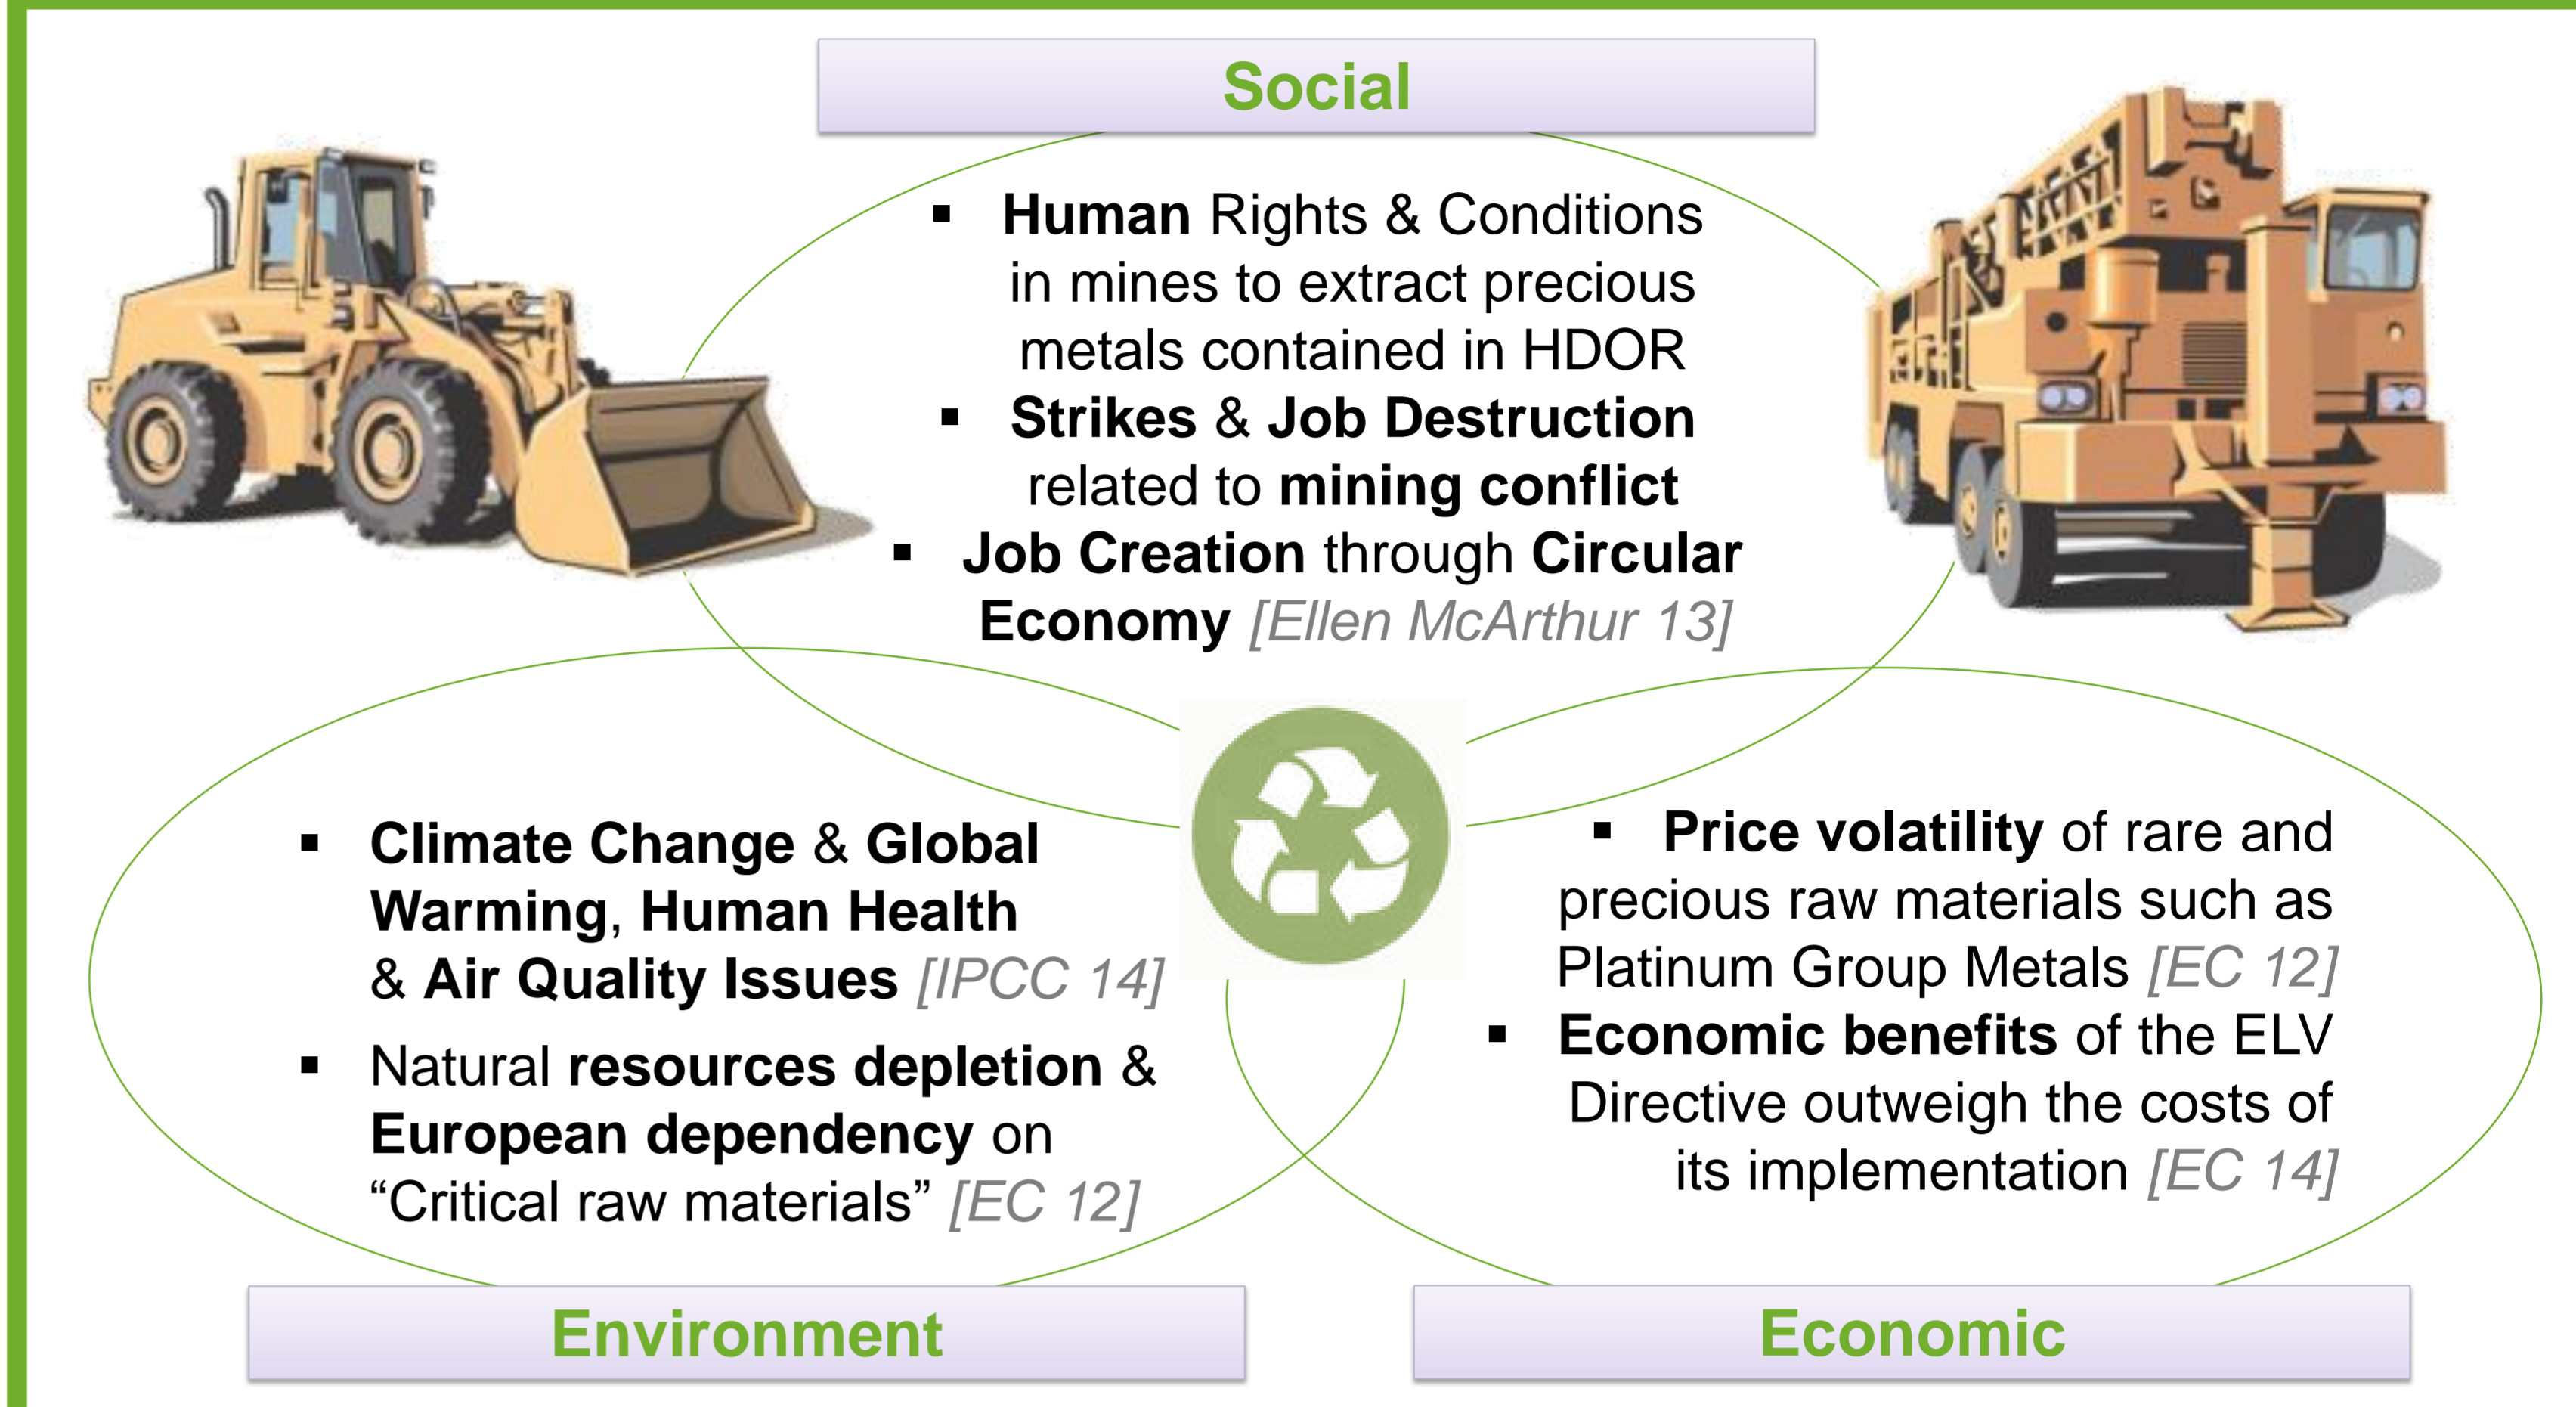 Social
▪ Human Rights & Conditions
in mines to extract precious
metals contained in HDOR
▪ Strikes & Job Destruction
related to mining conflict
▪ Job Creation through Circular
Economy [Ellen McArthur 13]
▪ Climate Change & Global
Warming, Human Health
& Air Quality Issues [IPCC 14]
▪ Natural resources depletion &
European dependency on
“Critical raw materials” [EC 12]
▪ Price volatility of rare and
precious raw materials such as
Platinum Group Metals [EC 12]
▪ Economic benefits of the ELV
Directive outweigh the costs of
its implementation [EC 14]
Environment
Economic